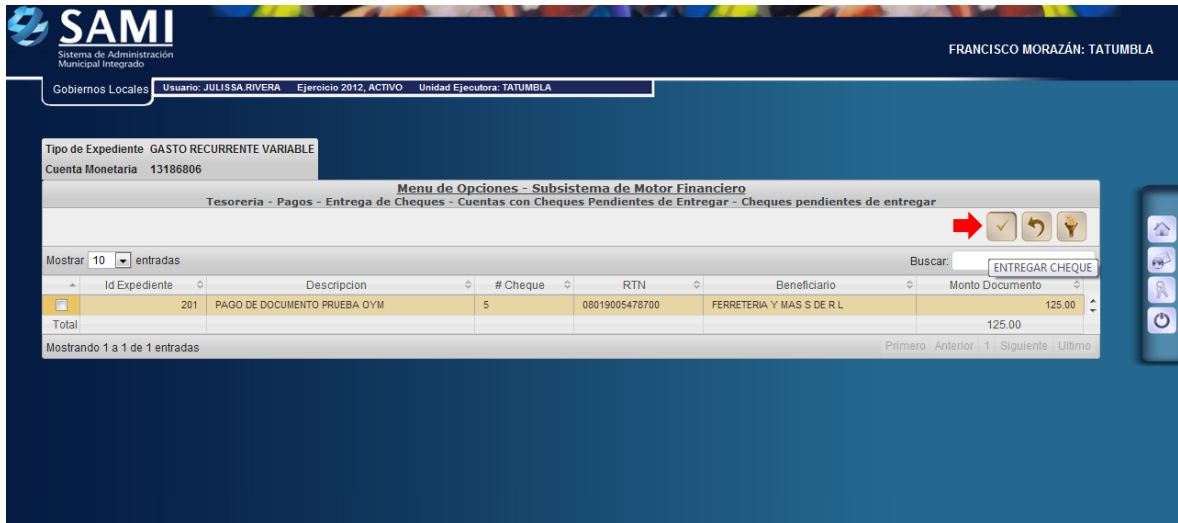 SAMI
Sistema de Administración
Municipal Integrado
FRANCISCO MORAZÁN: TATUMBLA
Gobiernos Locales
Usuario: JULISSA.RIVERA Ejercicio 2012, ACTIVO Unidad Ejecutora: TATUMBLA
Tipo de Expediente GASTO RECURRENTE VARIABLE
Cuenta Monetaria 13186806
Menu de Opciones - Subsistema de Motor Financiero
Tesoreria - Pagos - Entrega de Cheques - Cuentas con Cheques Pendientes de Entregar - Cheques pendientes de entregar
Mostrar 10 entradas
Buscar:
ENTREGAR CHEQUE
Id Expediente Descripcion # Cheque RTN Beneficiario Monto Documento
201 PAGO DE DOCUMENTO PRUEBA OYM 5 08019005478700 FERRETERIA Y MAS S DE R L 125.00
Total 125.00
Mostrando 1 a 1 de 1 entradas
Primero Anterior 1 Siguiente Ultimo